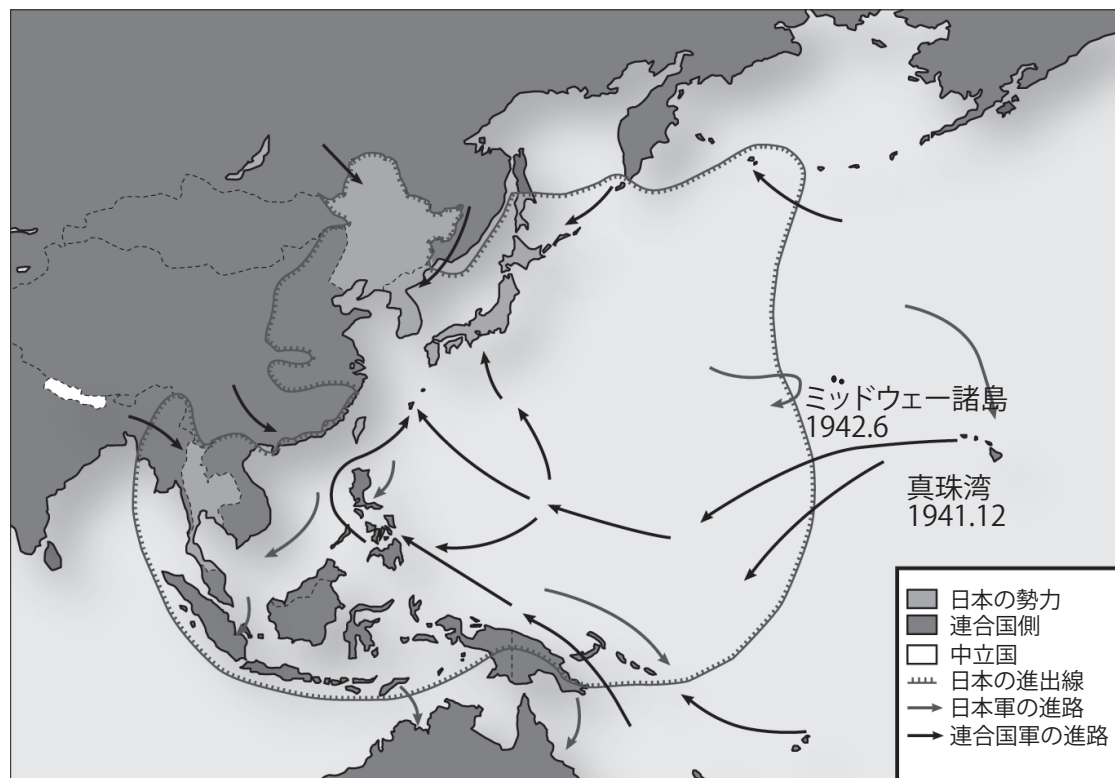 ミッドウェー諸島
1942.6
真珠湾
1941.12
日本の勢力
連合国側
中立国
日本の進出線
日本軍の進路
連合国軍の進路